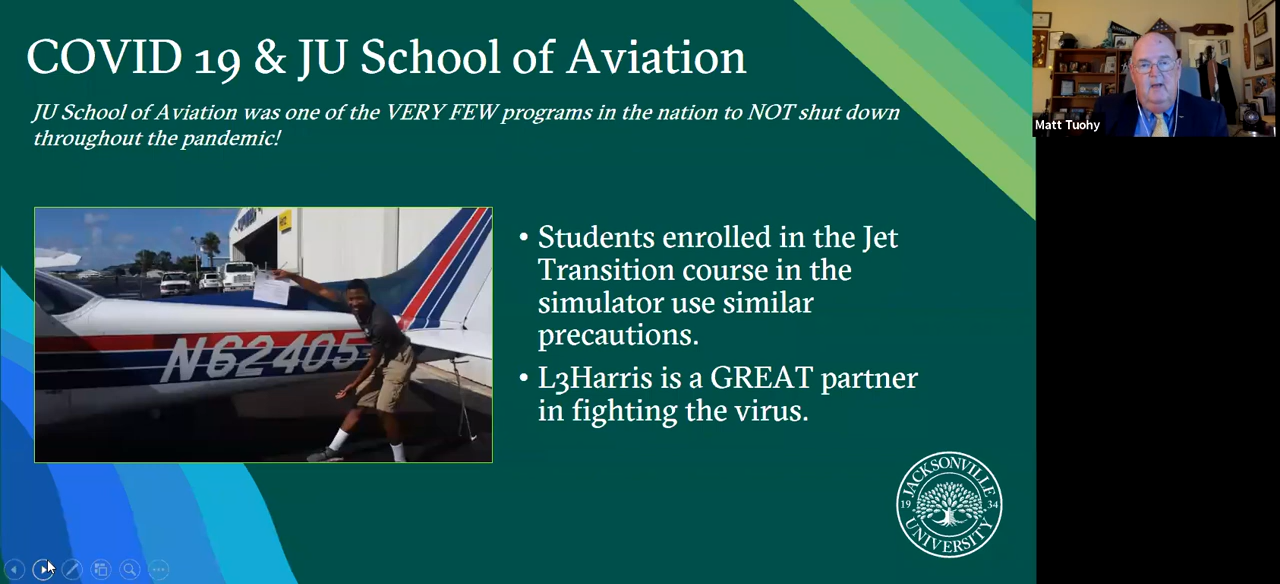 COVID 19 & JU School of Aviation
JU School of Aviation was one of the VERY FEW programs in the nation to NOT shut down
throughout the pandemic!
Matt Tuohy
N62405
• Students enrolled in the Jet
Transition course in the
simulator use similar
precautions.
• L3Harris is a GREAT partner
in fighting the virus.
JACKSONVILLE
19 34
UNIVERSITY